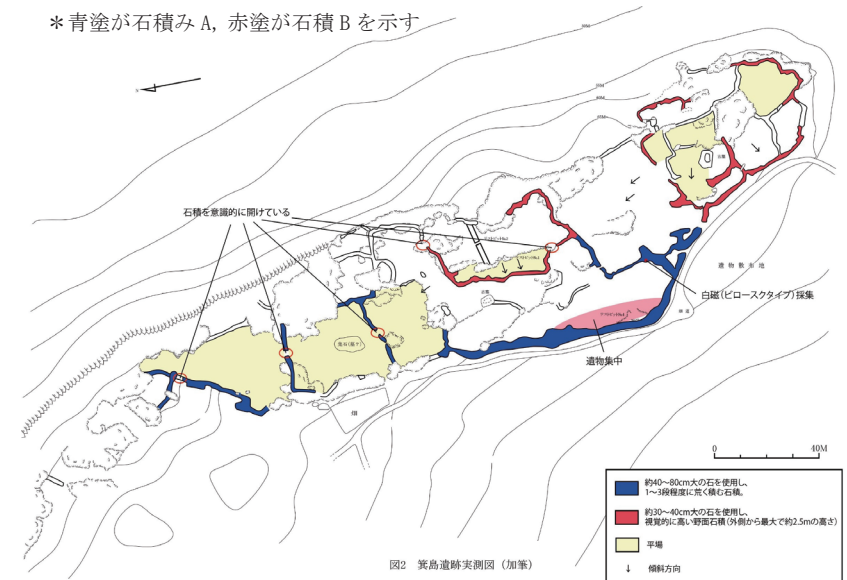 ＊青塗が石積み A, 赤塗が石積 B を示す
石積を意識的に開けている
遺物散布地
白磁（ビロースクタイプ）採集
畑
遺物集中
0 40M
約40～80cm大の石を使用し、
1～3段程度に荒く積む石積。
約30～40cm大の石を使用し、
視覚的に高い野面石積（外側から最大で約2.5mの高さ）
平場
↓ 傾斜方向
図2 箕島遺跡実測図（加筆）